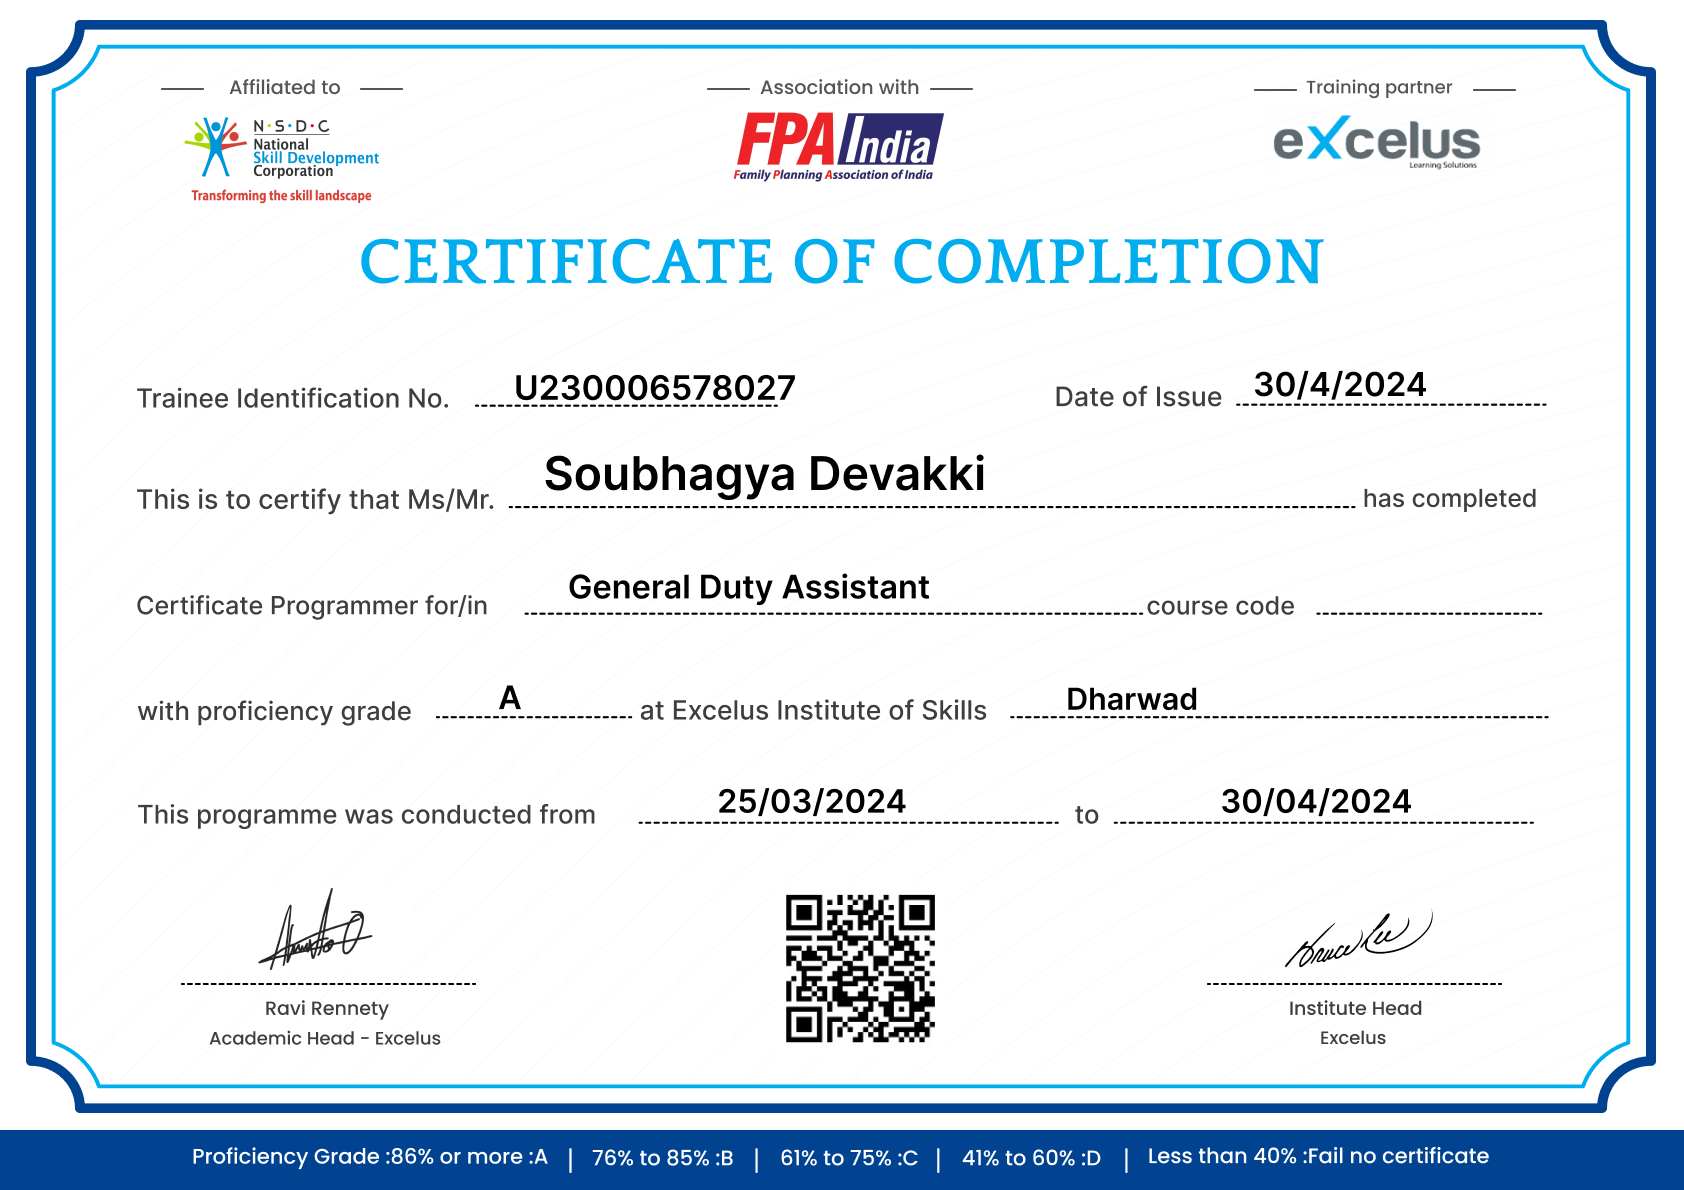 Affiliated to
N·S·D·C
National
Skill Development
Corporation
Transforming the skill landscape
Association with
FPA India
Family Planning Association of India
Training partner
eXcelus
Learning Solutions
CERTIFICATE OF COMPLETION
Trainee Identification No. U230006578027 Date of Issue 30/4/2024
This is to certify that Ms/Mr. Soubhagya Devakki has completed
Certificate Programmer for/in General Duty Assistant course code
with proficiency grade A at Excelus Institute of Skills Dharwad
This programme was conducted from 25/03/2024 to 30/04/2024
Bruce Lee
Ravi Rennety
Academic Head - Excelus
Institute Head
Excelus
Proficiency Grade :86% or more :A | 76% to 85% :B | 61% to 75% :C | 41% to 60% :D | Less than 40% :Fail no certificate